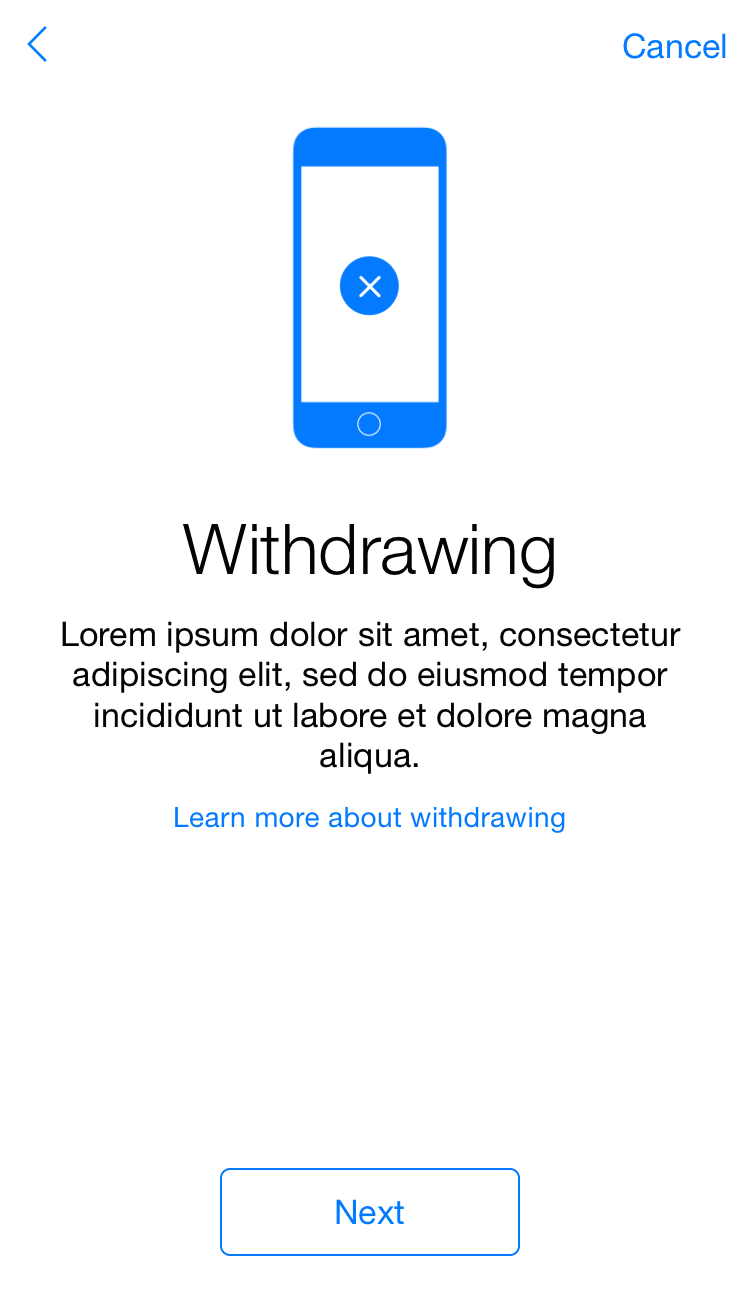 Cancel
Withdrawing
Lorem ipsum dolor sit amet, consectetur
adipiscing elit, sed do eiusmod tempor
incididunt ut labore et dolore magna
aliqua.
Learn more about withdrawing
Next